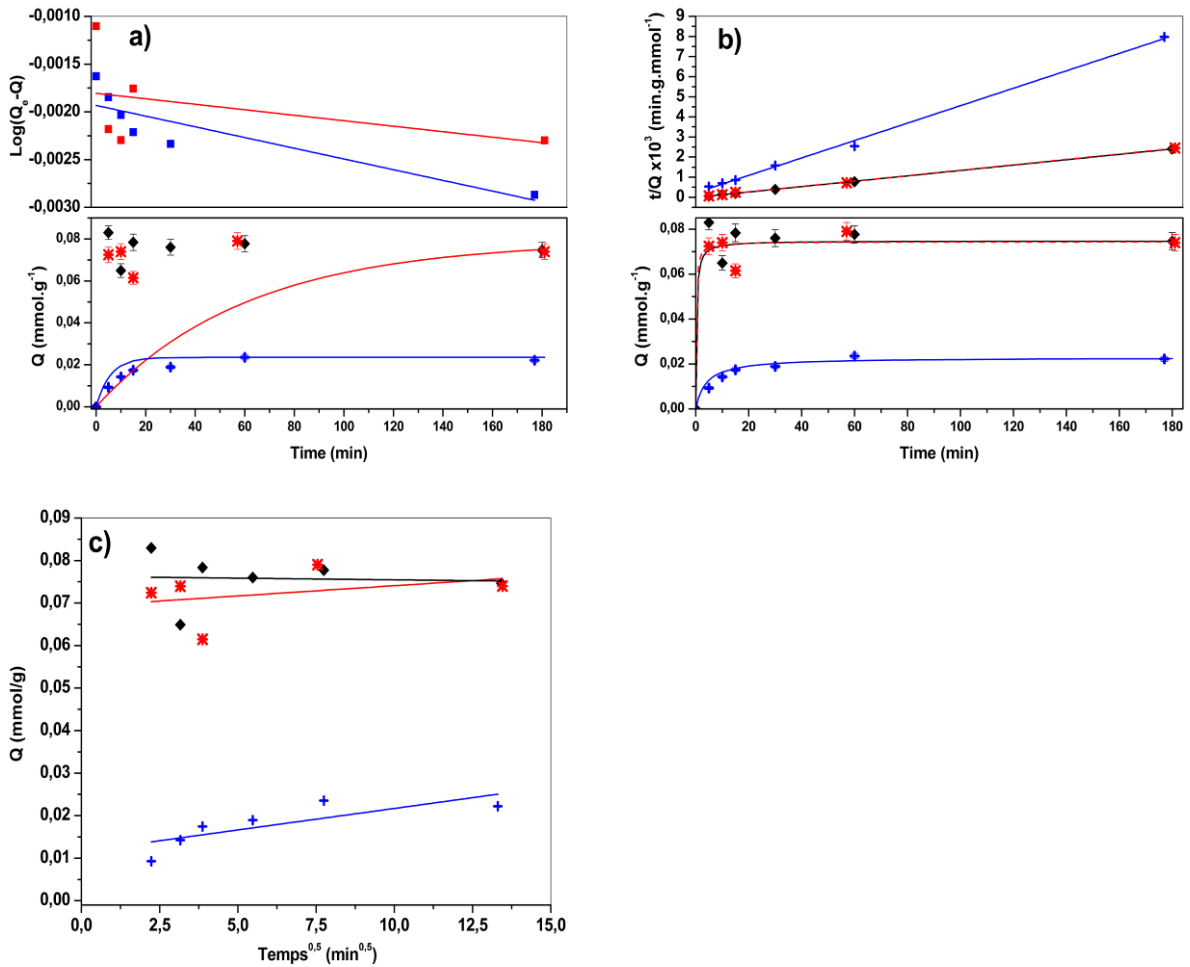 a)
-0,0010
-0,0015
-0,0020
-0,0025
-0,0030
Log(Qe-Q)
0,08
0,06
0,04
0,02
0,00
Q (mmol.g-1)
0 20 40 60 80 100 120 140 160 180
Time (min)
b)
9
8
7
6
5
4
3
2
1
0
t/Q x103 (min.g.mmol-1)
0,08
0,06
0,04
0,02
0,00
Q (mmol.g-1)
0 20 40 60 80 100 120 140 160 180
Time (min)
c)
0,09
0,08
0,07
0,06
0,05
0,04
0,03
0,02
0,01
0,00
Q (mmol/g)
0,0 2,5 5,0 7,5 10,0 12,5 15,0
Temps0,5 (min0,5)